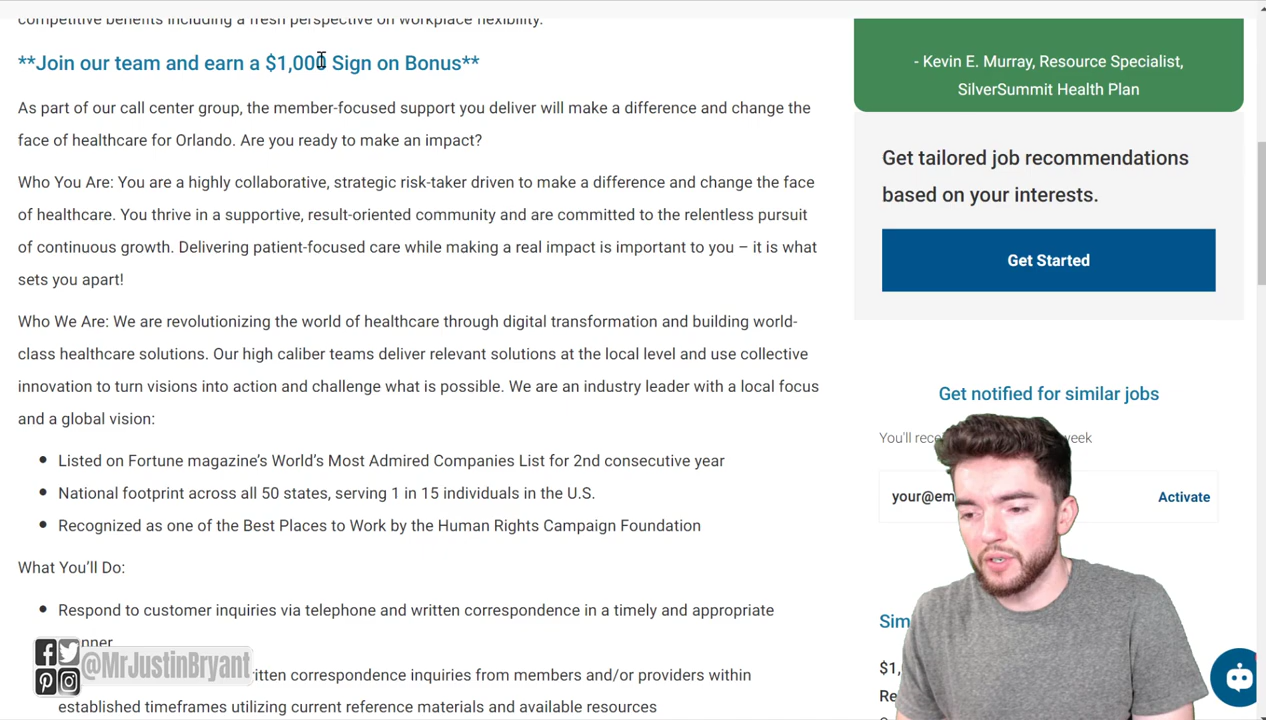 competitive benefits including a fresh perspective on workplace flexibility.
**Join our team and earn a $1,000 Sign on Bonus**
As part of our call center group, the member-focused support you deliver will make a difference and change the
face of healthcare for Orlando. Are you ready to make an impact?
Who You Are: You are a highly collaborative, strategic risk-taker driven to make a difference and change the face
of healthcare. You thrive in a supportive, result-oriented community and are committed to the relentless pursuit
of continuous growth. Delivering patient-focused care while making a real impact is important to you – it is what
sets you apart!
Who We Are: We are revolutionizing the world of healthcare through digital transformation and building world-
class healthcare solutions. Our high caliber teams deliver relevant solutions at the local level and use collective
innovation to turn visions into action and challenge what is possible. We are an industry leader with a local focus
and a global vision:
Listed on Fortune magazine's World's Most Admired Companies List for 2nd consecutive year
National footprint across all 50 states, serving 1 in 15 individuals in the U.S.
Recognized as one of the Best Places to Work by the Human Rights Campaign Foundation
What You'll Do:
Respond to customer inquiries via telephone and written correspondence in a timely and appropriate
correspondence inquiries from members and/or providers within
established timeframes utilizing current reference materials and available resources
@MrJustinBryant
- Kevin E. Murray, Resource Specialist,
SilverSummit Health Plan
Get tailored job recommendations
based on your interests.
Get Started
Get notified for similar jobs
You'll
Activate